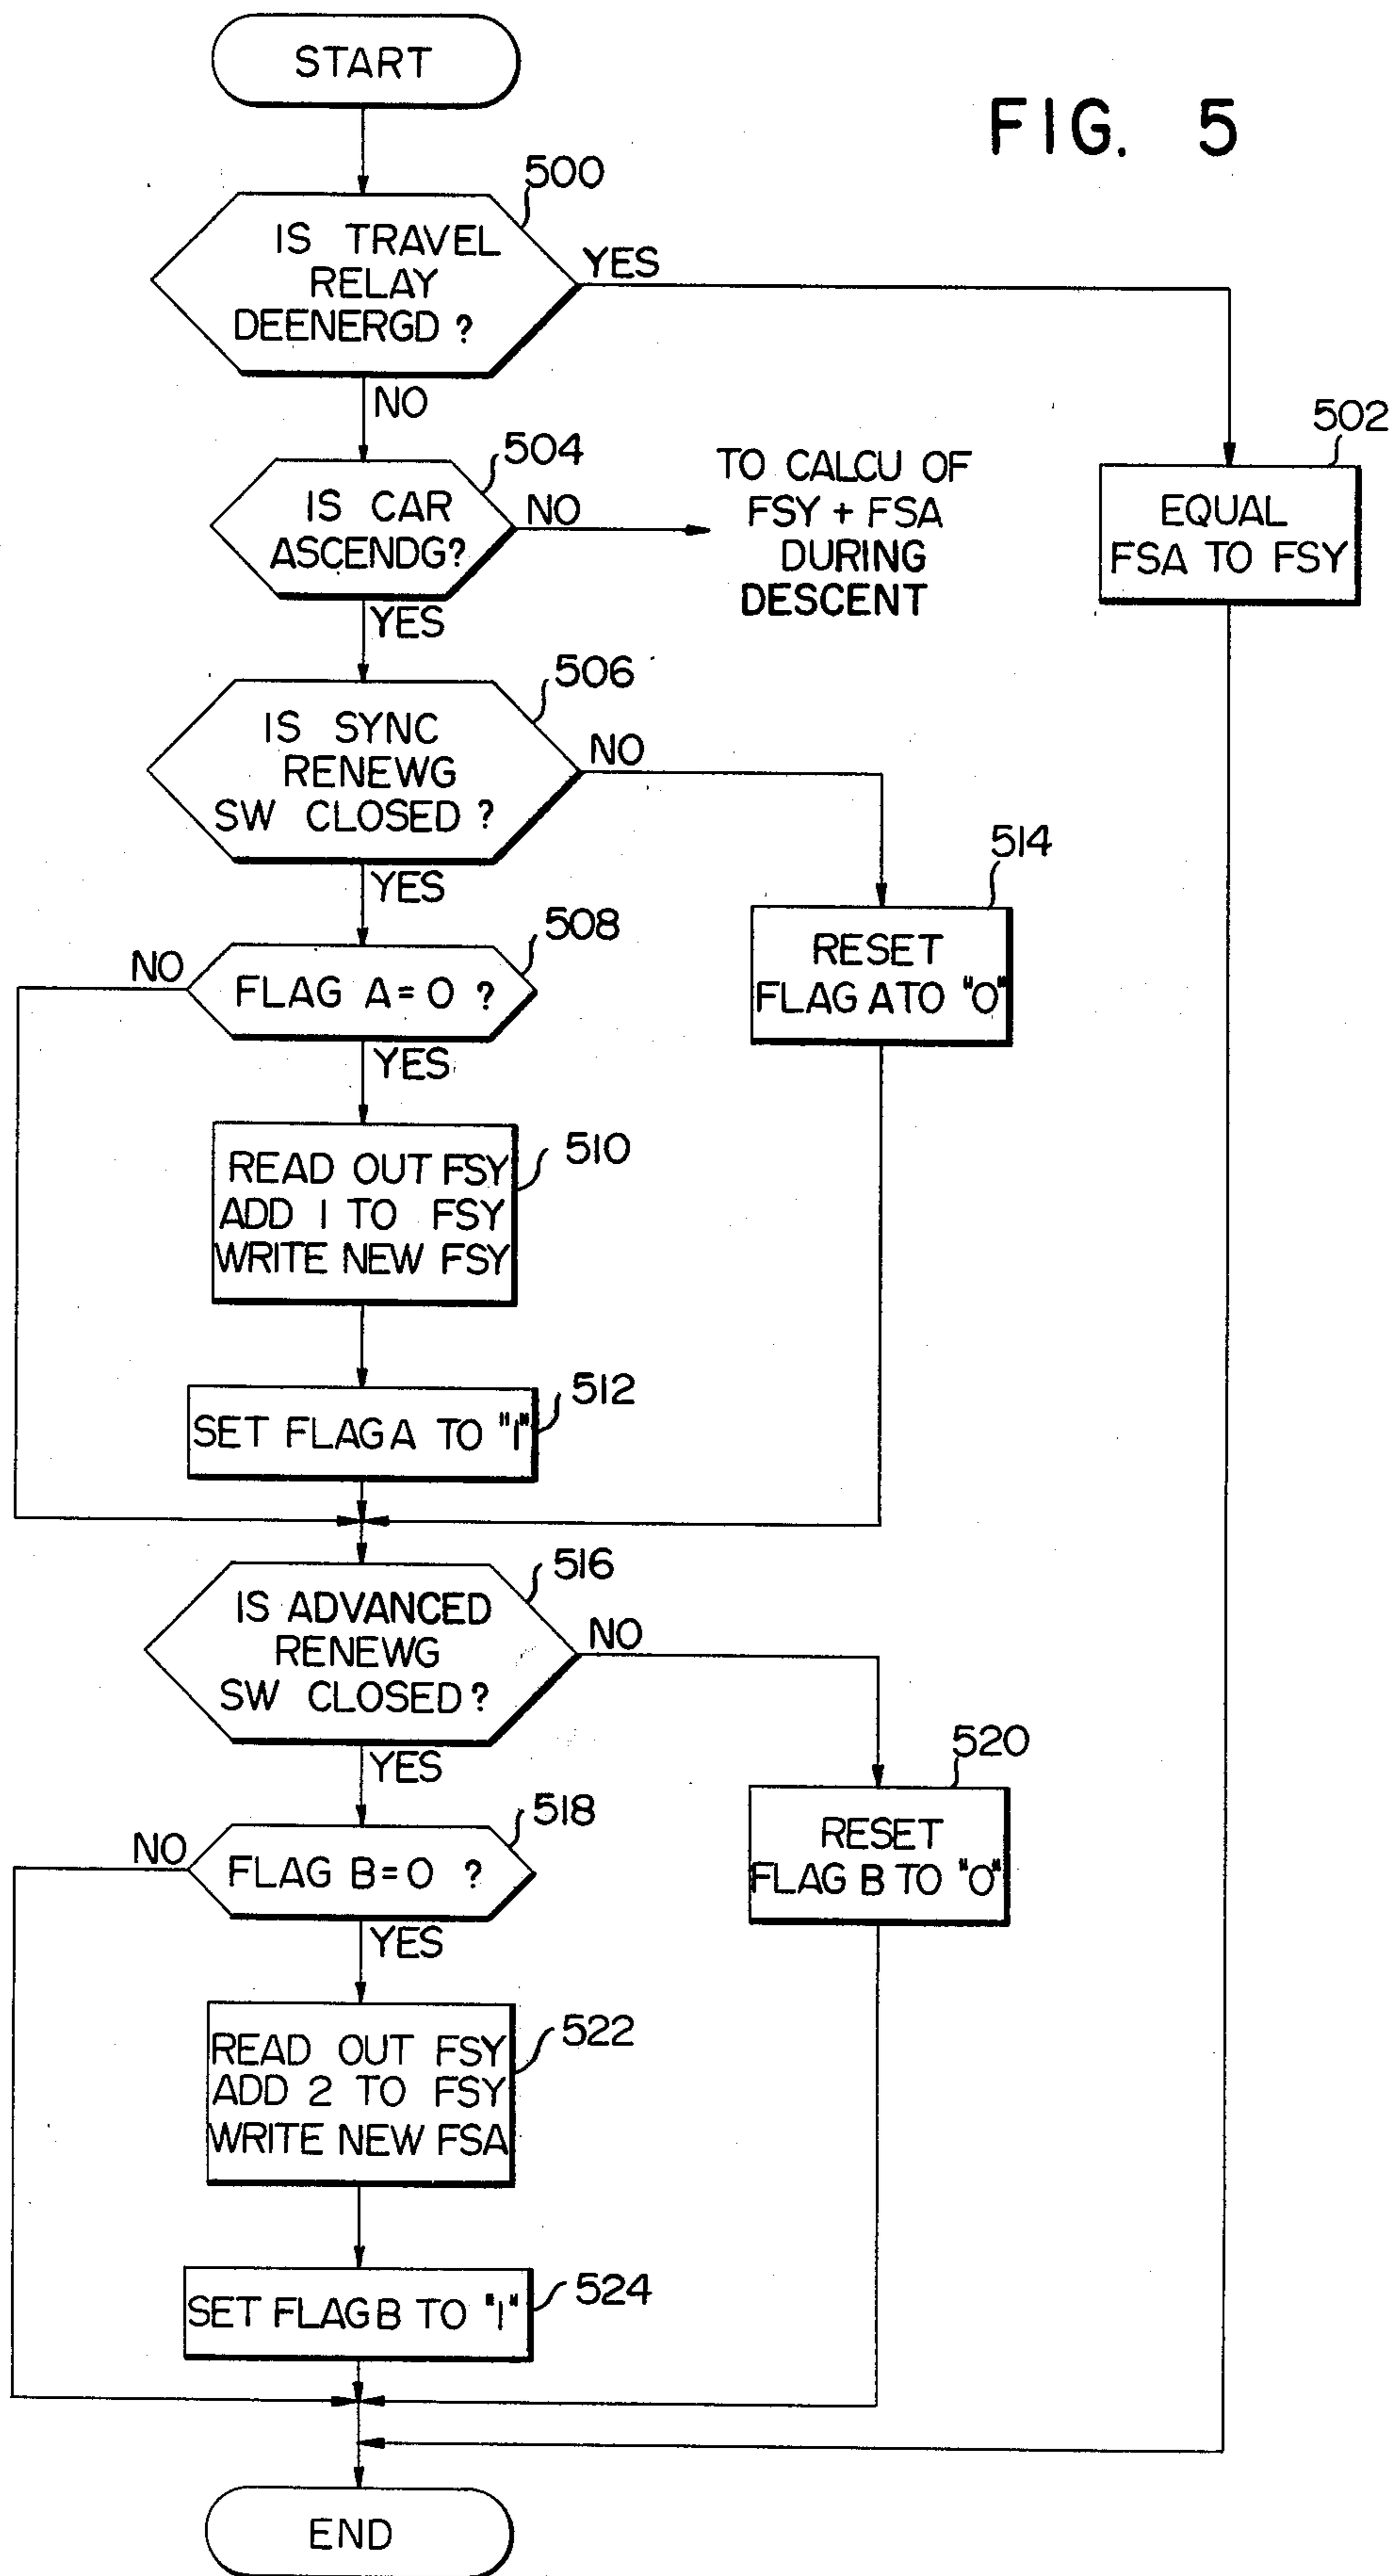 START
FIG. 5
500
IS TRAVEL
RELAY
DEENERGD ?
YES
NO
502
EQUAL
FSA TO FSY
504
IS CAR
ASCENDG?
NO
TO CALCU OF
FSY + FSA
DURING
DESCENT
YES
506
IS SYNC
RENEWG
SW CLOSED ?
NO
YES
514
RESET
FLAG A TO "0"
508
NO
FLAG A = 0 ?
YES
510
READ OUT FSY
ADD 1 TO FSY
WRITE NEW FSY
512
SET FLAG A TO "1"
516
IS ADVANCED
RENEWG
SW CLOSED ?
NO
YES
520
RESET
FLAG B TO "0"
518
NO
FLAG B = 0 ?
YES
522
READ OUT FSY
ADD 2 TO FSY
WRITE NEW FSA
524
SET FLAG B TO "1"
END